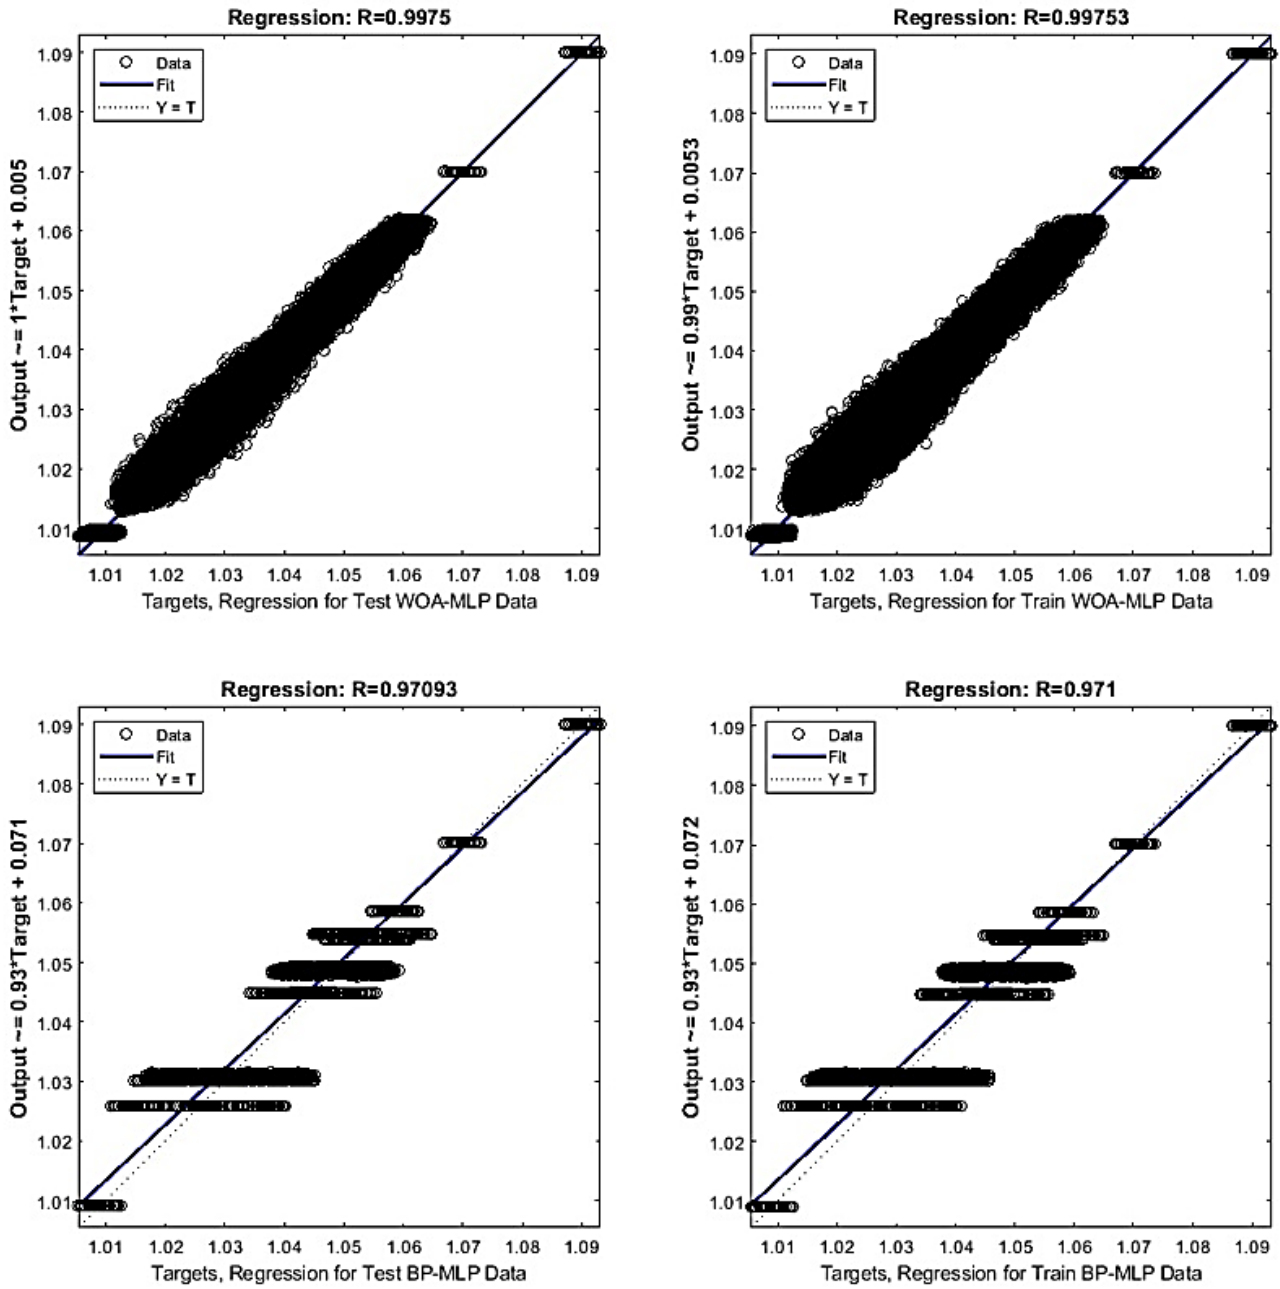 Regression: R=0.9975
Data
Fit
Y = T
Output ~= 1*Target + 0.005
1.09
1.08
1.07
1.06
1.05
1.04
1.03
1.02
1.01
1.01 1.02 1.03 1.04 1.05 1.06 1.07 1.08 1.09
Targets, Regression for Test WOA-MLP Data
Regression: R=0.99753
Data
Fit
Y = T
Output ~= 0.99*Target + 0.0053
1.09
1.08
1.07
1.06
1.05
1.04
1.03
1.02
1.01
1.01 1.02 1.03 1.04 1.05 1.06 1.07 1.08 1.09
Targets, Regression for Train WOA-MLP Data
Regression: R=0.97093
Data
Fit
Y = T
Output ~= 0.93*Target + 0.071
1.09
1.08
1.07
1.06
1.05
1.04
1.03
1.02
1.01
1.01 1.02 1.03 1.04 1.05 1.06 1.07 1.08 1.09
Targets, Regression for Test BP-MLP Data
Regression: R=0.971
Data
Fit
Y = T
Output ~= 0.93*Target + 0.072
1.09
1.08
1.07
1.06
1.05
1.04
1.03
1.02
1.01
1.01 1.02 1.03 1.04 1.05 1.06 1.07 1.08 1.09
Targets, Regression for Train BP-MLP Data